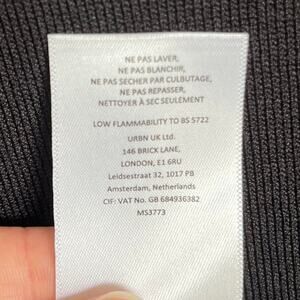 NE PAS LAVER,
NE PAS BLANCHIR,
NE PAS SECHER PAR CULBUTAGE,
NE PAS REPASSER,
NETTOYER À SEC SEULEMENT
LOW FLAMMABILITY TO BS 5722
URBN UK Ltd.
146 BRICK LANE,
LONDON, E1 6RU
Leidsestraat 32, 1017 PB
Amsterdam, Netherlands
CIF: VAT No. GB 684936382
MS3773